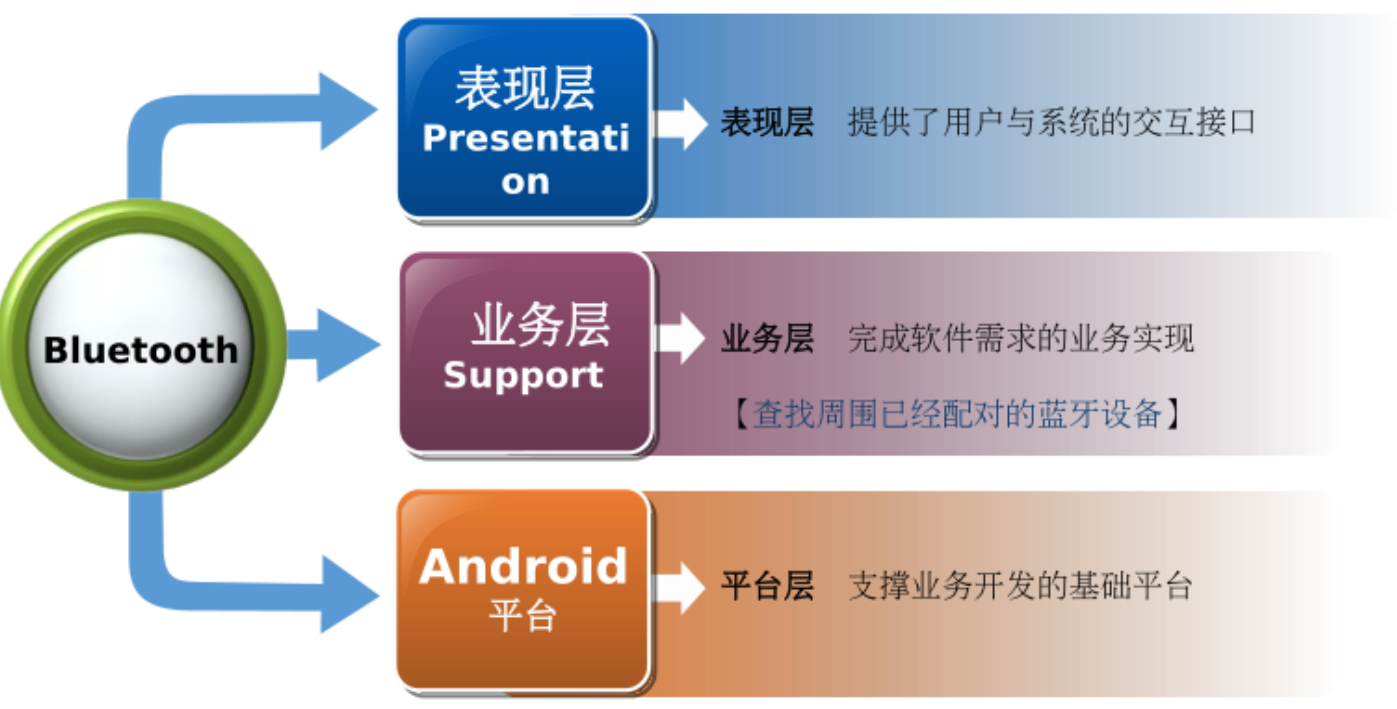 Bluetooth
表现层
Presentati
on
表现层 提供了用户与系统的交互接口
业务层
Support
业务层 完成软件需求的业务实现
【查找周围已经配对的蓝牙设备】
Android
平台
平台层 支撑业务开发的基础平台